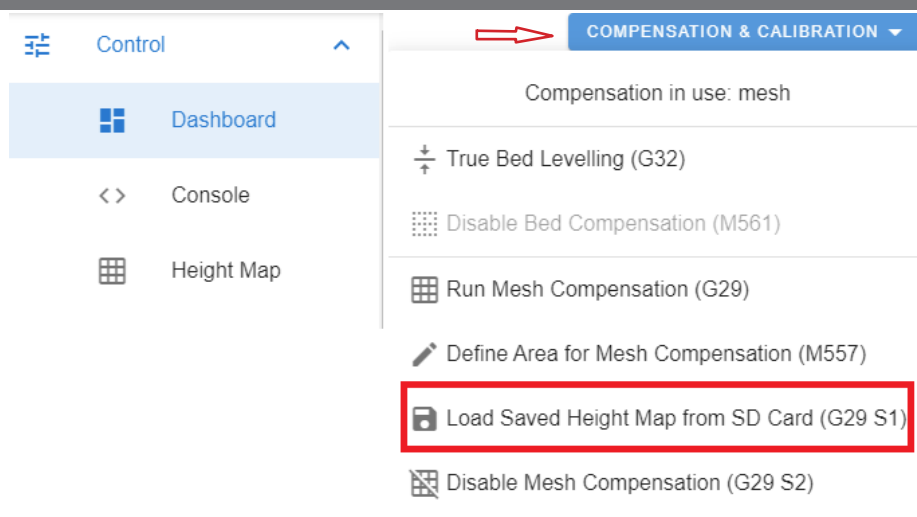 Control
Dashboard
Console
Height Map
COMPENSATION & CALIBRATION
Compensation in use: mesh
True Bed Levelling (G32)
Disable Bed Compensation (M561)
Run Mesh Compensation (G29)
Define Area for Mesh Compensation (M557)
Load Saved Height Map from SD Card (G29 S1)
Disable Mesh Compensation (G29 S2)